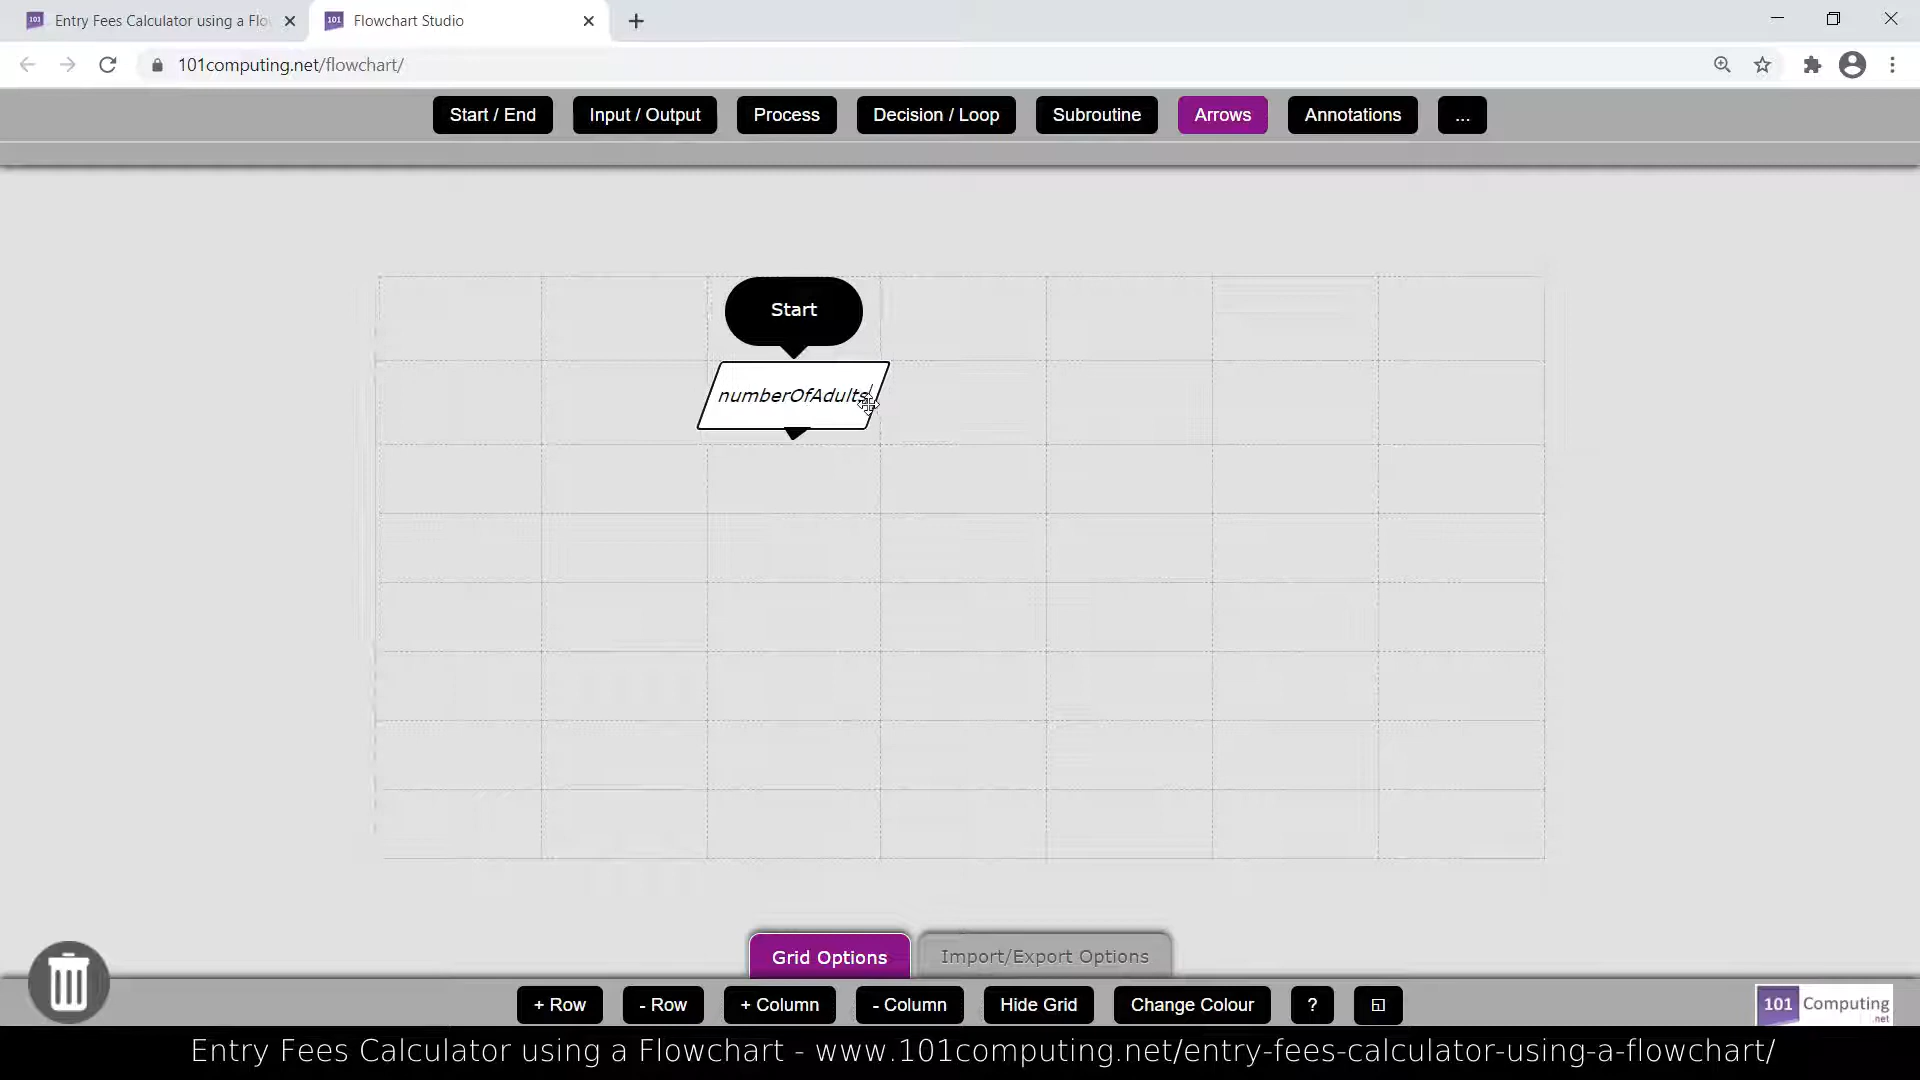 Entry Fees Calculator using a Flo
Flowchart Studio
101computing.net/flowchart/
Start / End
Input / Output
Process
Decision / Loop
Subroutine
Arrows
Annotations
...
Start
numberOfAdults
Grid Options
Import/Export Options
+ Row
- Row
+ Column
- Column
Hide Grid
Change Colour
?
101 Computing
.net
Entry Fees Calculator using a Flowchart - www.101computing.net/entry-fees-calculator-using-a-flowchart/